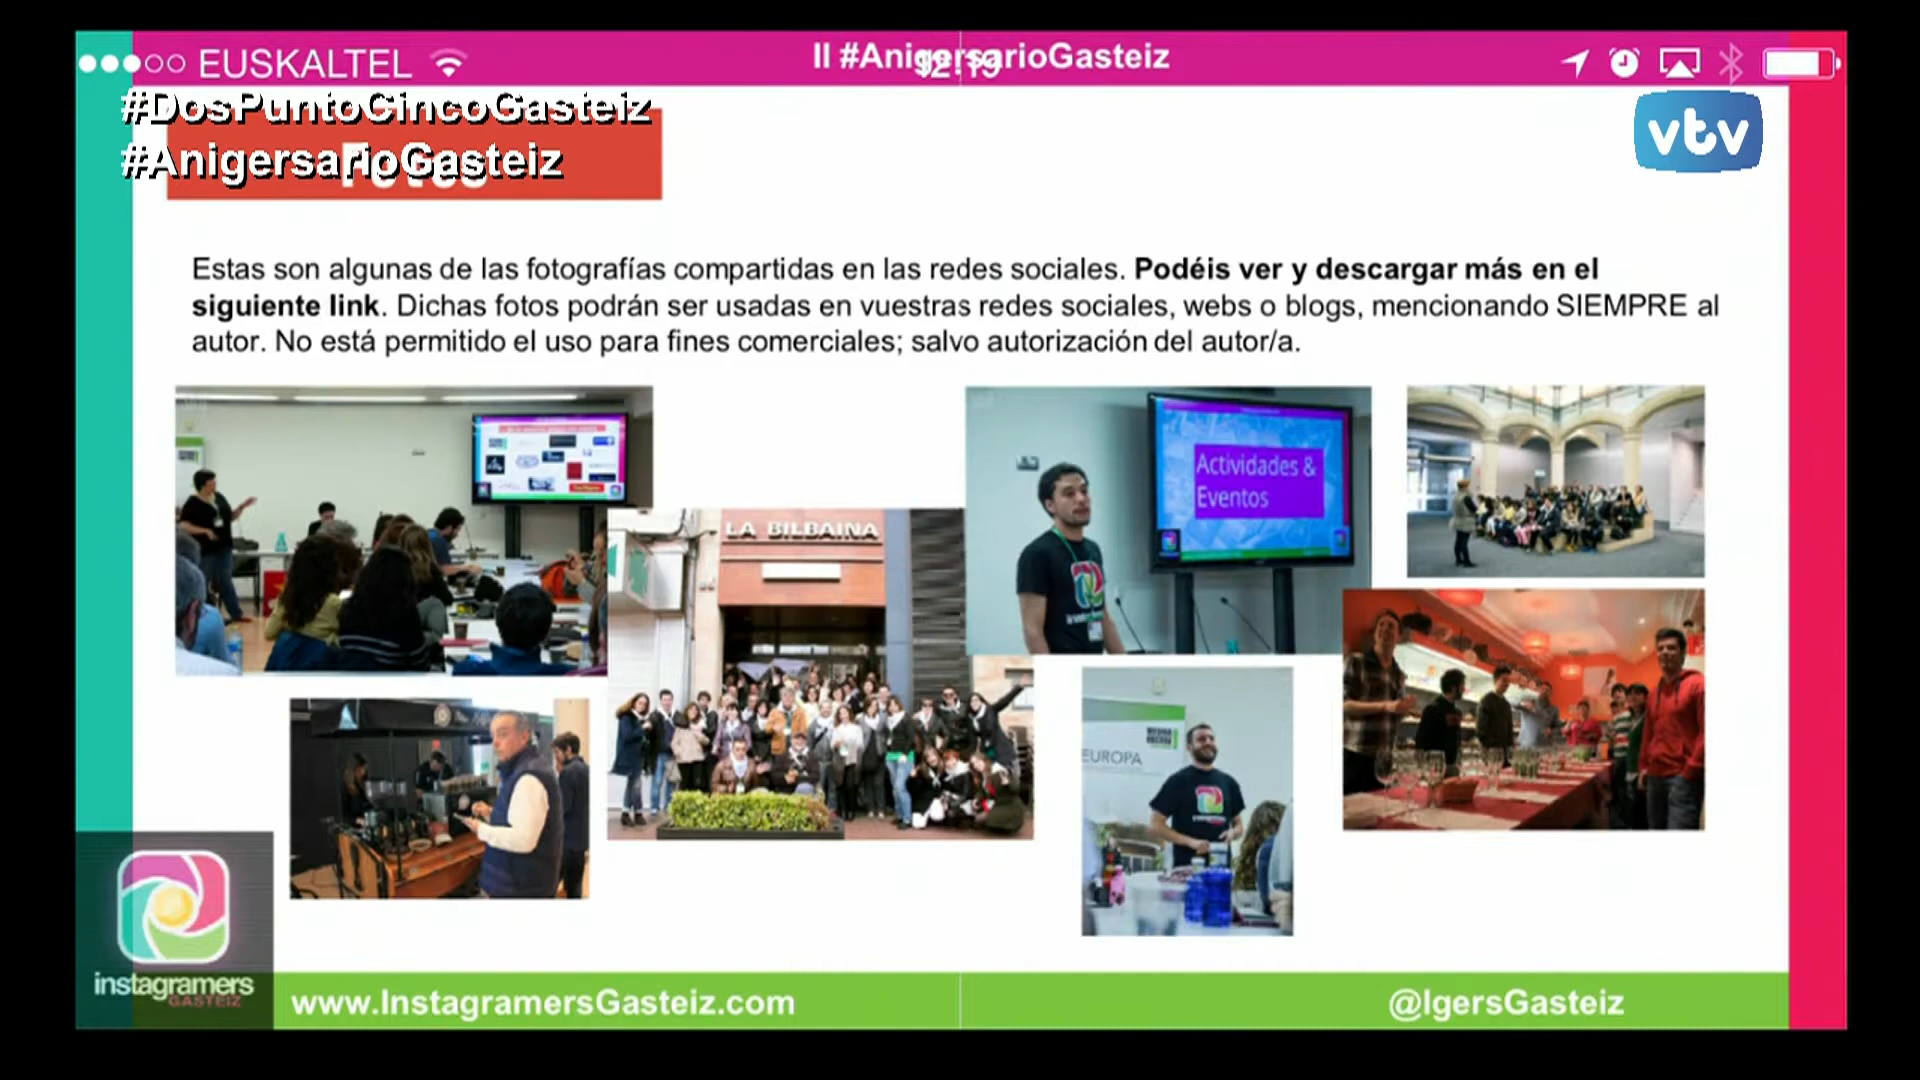 EUSKALTEL
II #AnigersarioGasteiz
12:19
#DosPuntoCincoGasteiz
#AnigersarioGasteiz
Fotos
vtv
Estas son algunas de las fotografías compartidas en las redes sociales. Podéis ver y descargar más en el
siguiente link. Dichas fotos podrán ser usadas en vuestras redes sociales, webs o blogs, mencionando SIEMPRE al
autor. No está permitido el uso para fines comerciales; salvo autorización del autor/a.
Actividades &
Eventos
LA BILBAINA
EUROPA
instagramers
GASTEIZ
www.InstagramersGasteiz.com
@IgersGasteiz